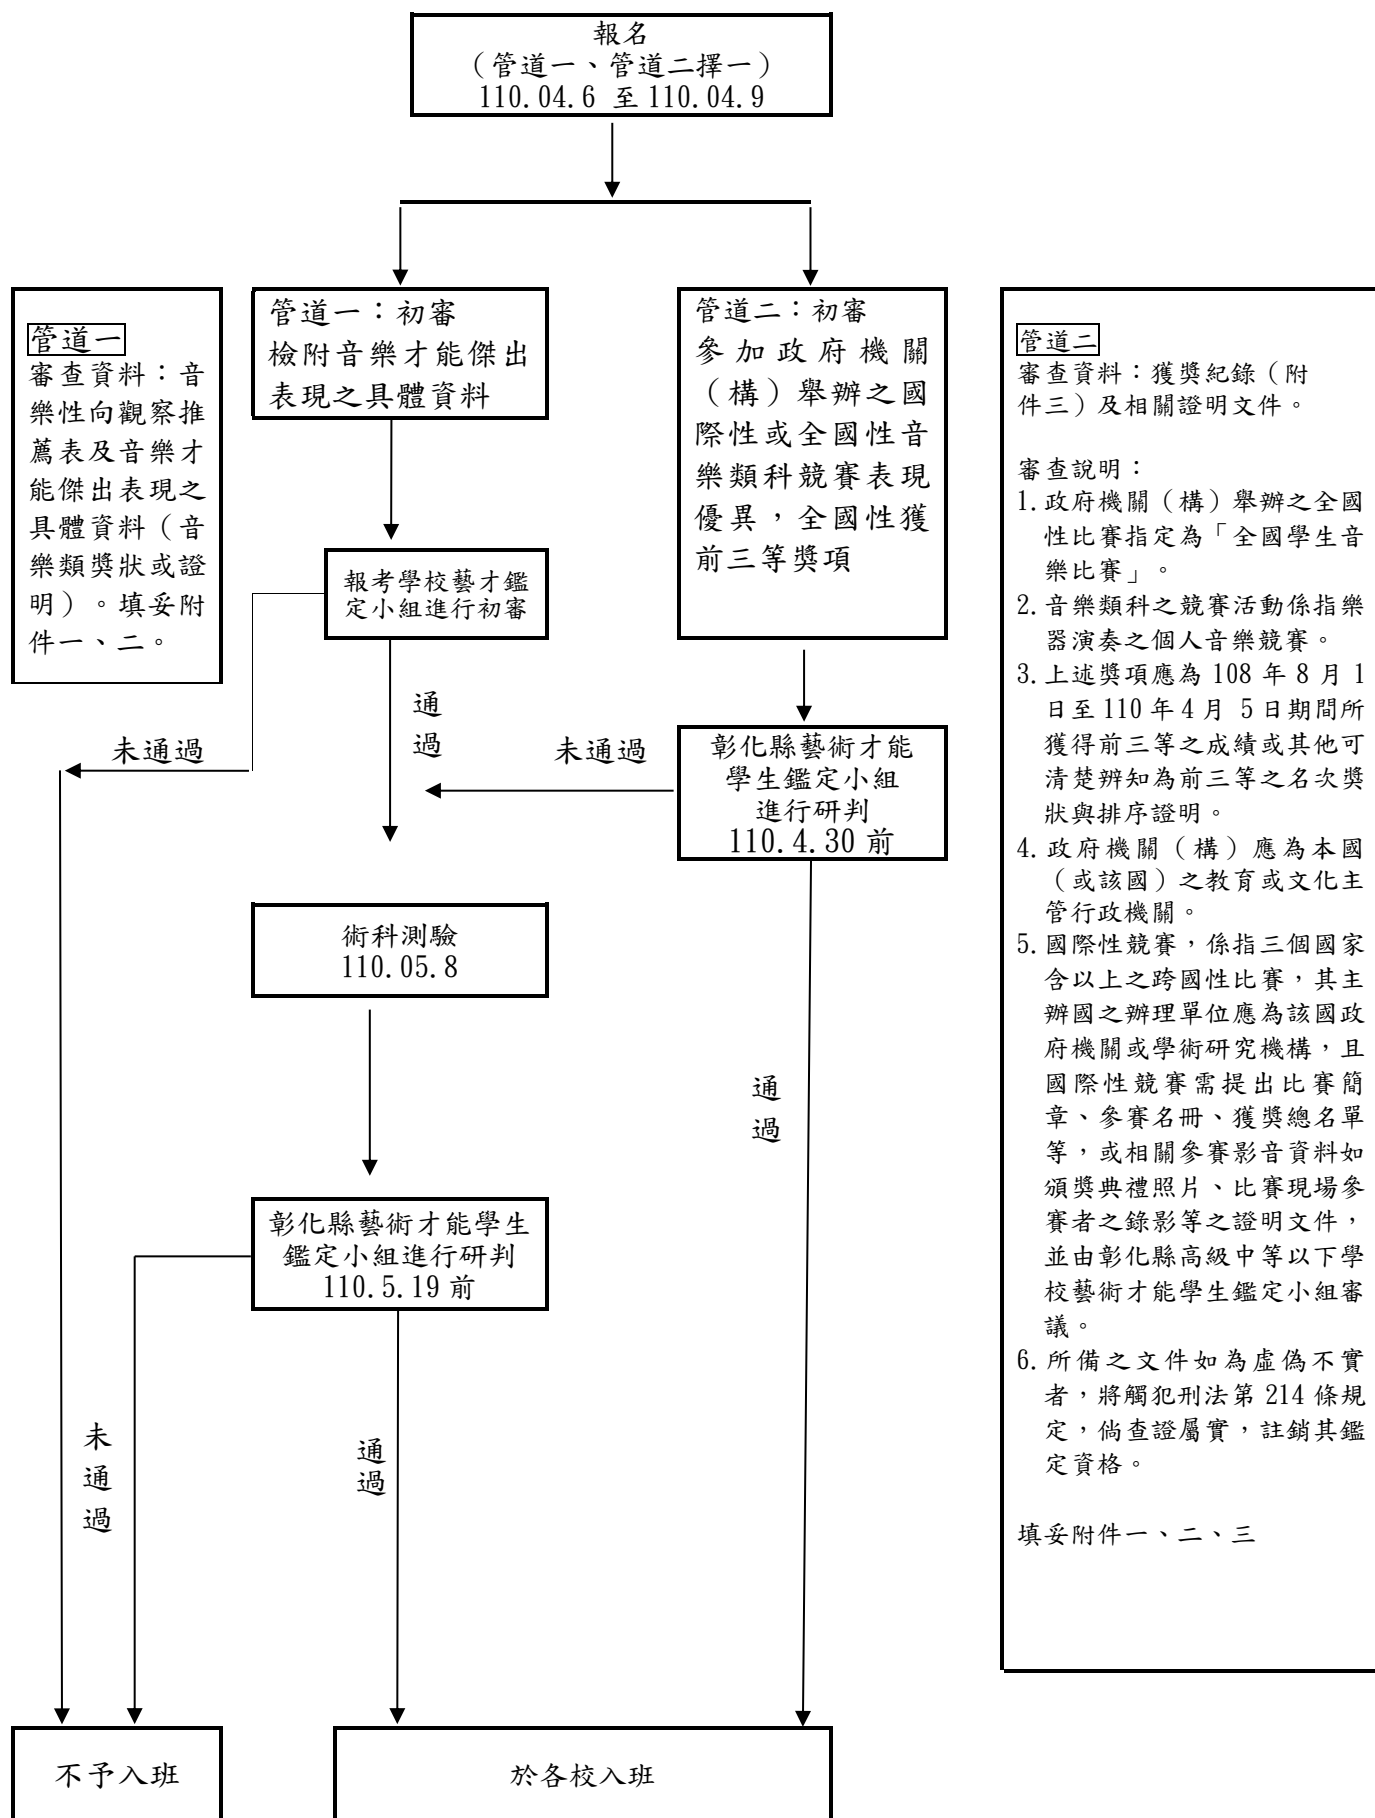 報名
（管道一、管道二擇一）
110.04.6 至 110.04.9
管道一
審查資料：音
樂性向觀察推
薦表及音樂才
能傑出表現之
具體資料（音
樂類獎狀或證
明）。填妥附
件一、二。
管道一：初審
檢附音樂才能傑出
表現之具體資料
管道二：初審
參加政府機關
（構）舉辦之國
際性或全國性音
樂類科競賽表現
優異，全國性獲
前三等獎項
管道二
審查資料：獲獎紀錄（附
件三）及相關證明文件。
審查說明：
1.政府機關（構）舉辦之全國
性比賽指定為「全國學生音
樂比賽」。
2.音樂類科之競賽活動係指樂
器演奏之個人音樂競賽。
3.上述獎項應為 108 年 8 月 1
日至 110 年 4 月 5 日期間所
獲得前三等之成績或其他可
清楚辨知為前三等之名次獎
狀與排序證明。
4.政府機關（構）應為本國
（或該國）之教育或文化主
管行政機關。
5.國際性競賽，係指三個國家
含以上之跨國性比賽，其主
辦國之辦理單位應為該國政
府機關或學術研究機構，且
國際性競賽需提出比賽簡
章、參賽名冊、獲獎總名單
等，或相關參賽影音資料如
頒獎典禮照片、比賽現場參
賽者之錄影等之證明文件，
並由彰化縣高級中等以下學
校藝術才能學生鑑定小組審
議。
6.所備之文件如為虛偽不實
者，將觸犯刑法第 214 條規
定，倘查證屬實，註銷其鑑
定資格。
填妥附件一、二、三
報考學校藝才鑑
定小組進行初審
通
過
未通過
未通過
彰化縣藝術才能
學生鑑定小組
進行研判
110.4.30 前
術科測驗
110.05.8
通
過
彰化縣藝術才能學生
鑑定小組進行研判
110.5.19 前
未
通
過
通
過
不予入班
於各校入班